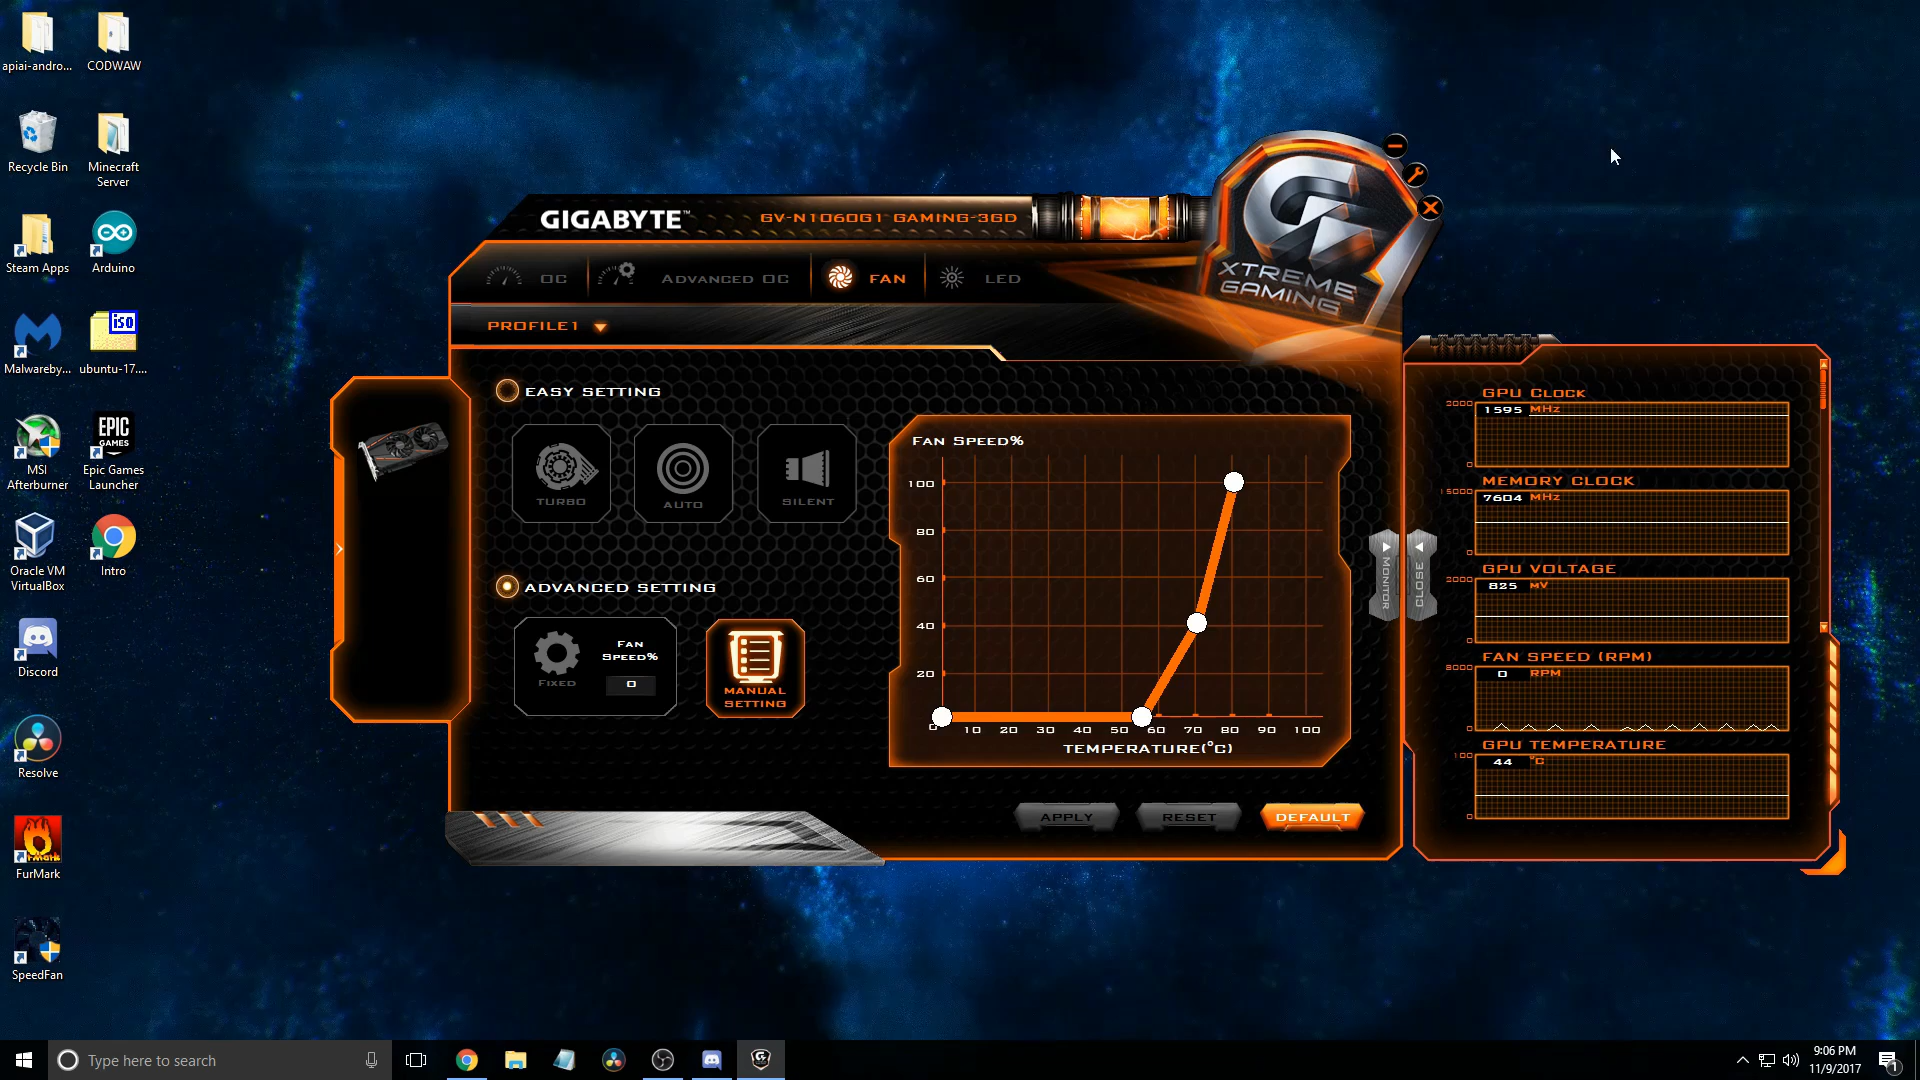 apiai-andro...
CODWAW
Recycle Bin
Minecraft
Server
Steam Apps
Arduino
Malwareby...
iso
ubuntu-17....
MSI
Afterburner
EPIC
GAMES
Epic Games
Launcher
Oracle VM
VirtualBox
Intro
Discord
Resolve
FurMark
SpeedFan
GIGABYTE™
GV-N1060G1 GAMING-3GD
XTREME
GAMING
OC
ADVANCED OC
FAN
LED
PROFILE1
EASY SETTING
TURBO
AUTO
SILENT
ADVANCED SETTING
FIXED
FAN
SPEED%
0
MANUAL
SETTING
FAN SPEED%
100
80
60
40
20
0 10 20 30 40 50 60 70 80 90 100
TEMPERATURE(°C)
APPLY
RESET
DEFAULT
MONITOR
CLOSE
GPU CLOCK
2000
1595 MHz
0
MEMORY CLOCK
15000
7604 MHz
0
GPU VOLTAGE
2000
825 MV
0
FAN SPEED (RPM)
8000
0 RPM
0
GPU TEMPERATURE
100
44 °C
0
Type here to search
9:06 PM
11/9/2017
1